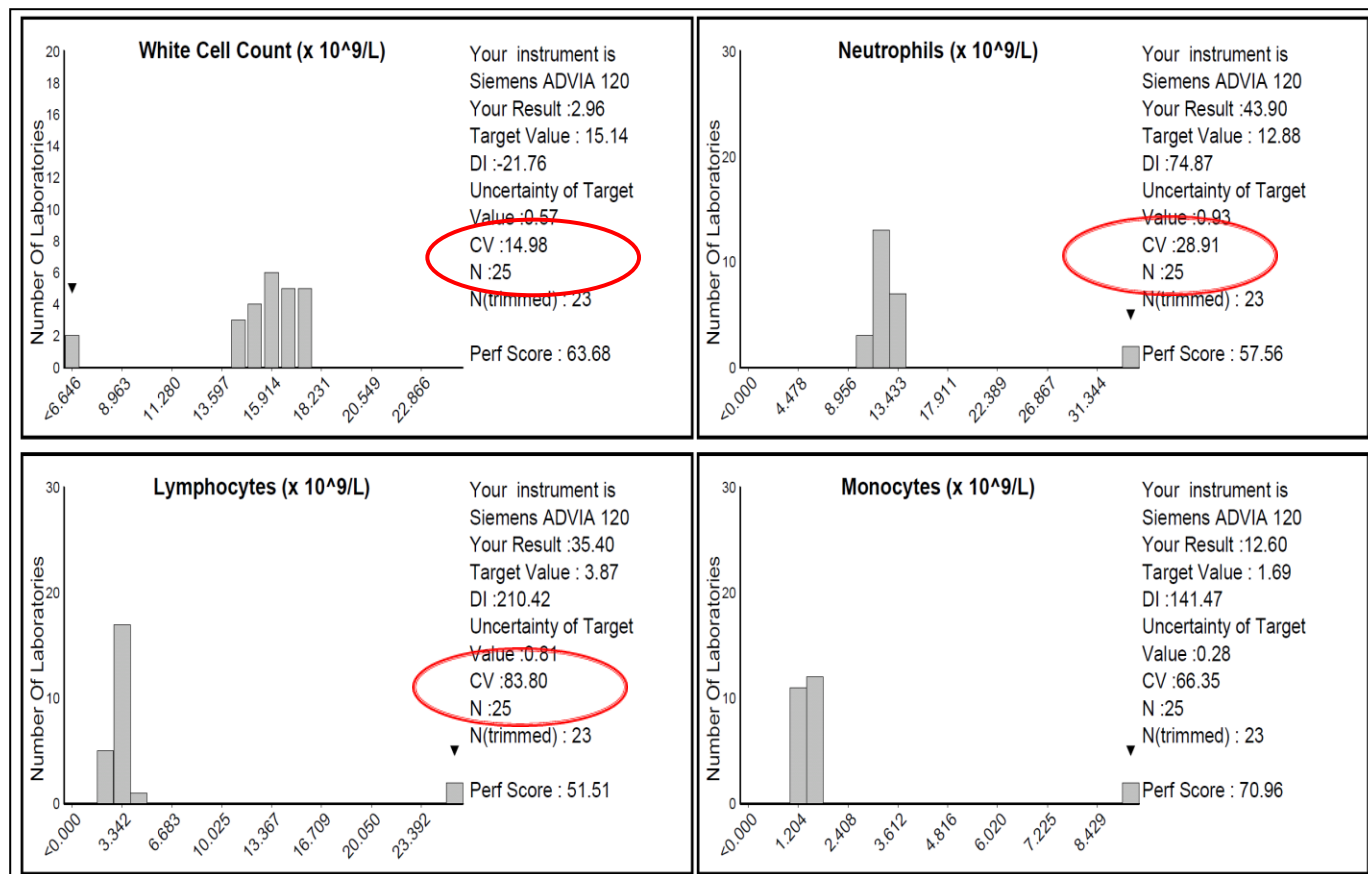 White Cell Count (x 10^9/L)
Number Of Laboratories
20
18
16
14
12
10
8
6
4
2
0
<6.646
8.963
11.280
13.597
15.914
18.231
20.549
22.866
Your instrument is
Siemens ADVIA 120
Your Result :2.96
Target Value : 15.14
DI :-21.76
Uncertainty of Target
Value :0.57
CV :14.98
N :25
N(trimmed) : 23
Perf Score : 63.68
Neutrophils (x 10^9/L)
Number Of Laboratories
30
20
10
0
<0.000
4.478
8.956
13.433
17.911
22.389
26.867
31.344
Your instrument is
Siemens ADVIA 120
Your Result :43.90
Target Value : 12.88
DI :74.87
Uncertainty of Target
Value :0.93
CV :28.91
N :25
N(trimmed) : 23
Perf Score : 57.56
Lymphocytes (x 10^9/L)
Number Of Laboratories
30
20
10
0
<0.000
3.342
6.683
10.025
13.367
16.709
20.050
23.392
Your instrument is
Siemens ADVIA 120
Your Result :35.40
Target Value : 3.87
DI :210.42
Uncertainty of Target
Value :0.81
CV :83.80
N :25
N(trimmed) : 23
Perf Score : 51.51
Monocytes (x 10^9/L)
Number Of Laboratories
30
20
10
0
<0.000
1.204
2.408
3.612
4.816
6.020
7.225
8.429
Your instrument is
Siemens ADVIA 120
Your Result :12.60
Target Value : 1.69
DI :141.47
Uncertainty of Target
Value :0.28
CV :66.35
N :25
N(trimmed) : 23
Perf Score : 70.96